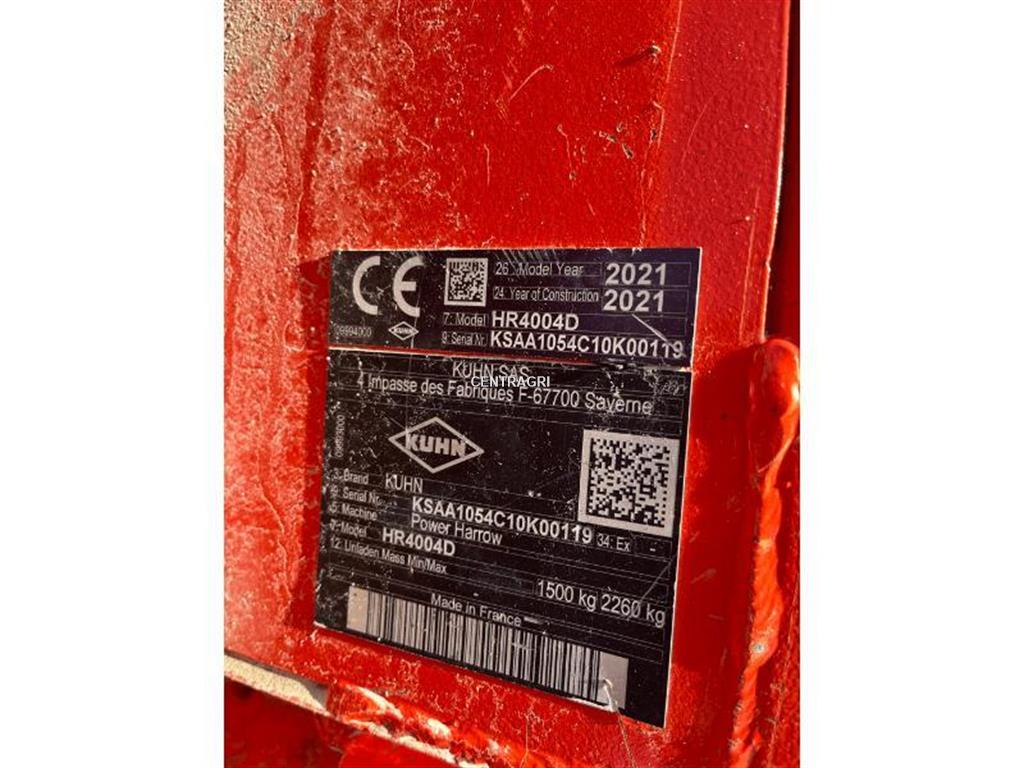 CE
26: Model Year 2021
24: Year of Construction 2021
7: Model HR4004D
9: Serial Nr. KSAA1054C10K00119
09994000
KUHN
KUHN SAS
CENTRAGRI
4 Impasse des Fabriques F-67700 Saverne
KUHN
3: Brand KUHN
Serial Nr. KSAA1054C10K00119
34: Ex -
Machine Power Harrow
7: Model HR4004D
12: Unladen Mass Min/Max 1500 kg 2260 kg
Made in France